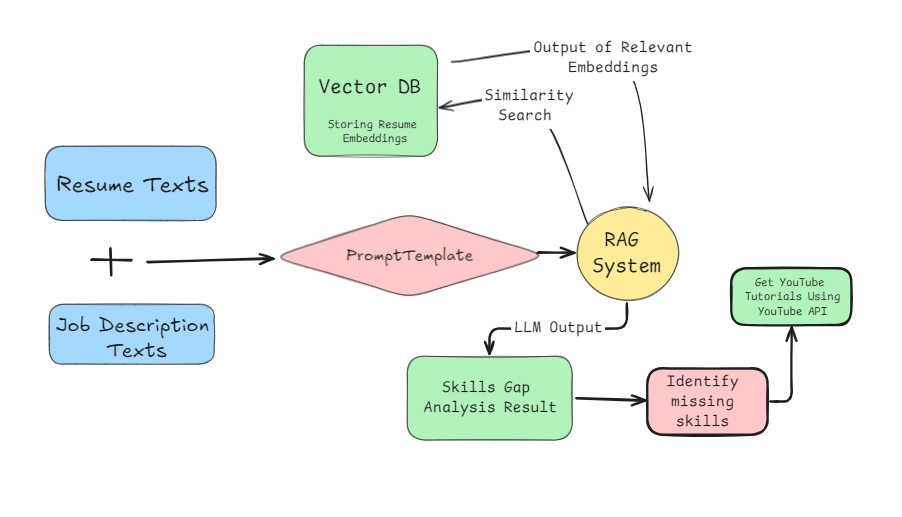 Output of Relevant
Embeddings
Vector DB
Storing Resume
Embeddings
Similarity
Search
Resume Texts
PromptTemplate
RAG
System
Job Description
Texts
LLM Output
Get YouTube
Tutorials Using
YouTube API
Skills Gap
Analysis Result
Identify
missing
skills